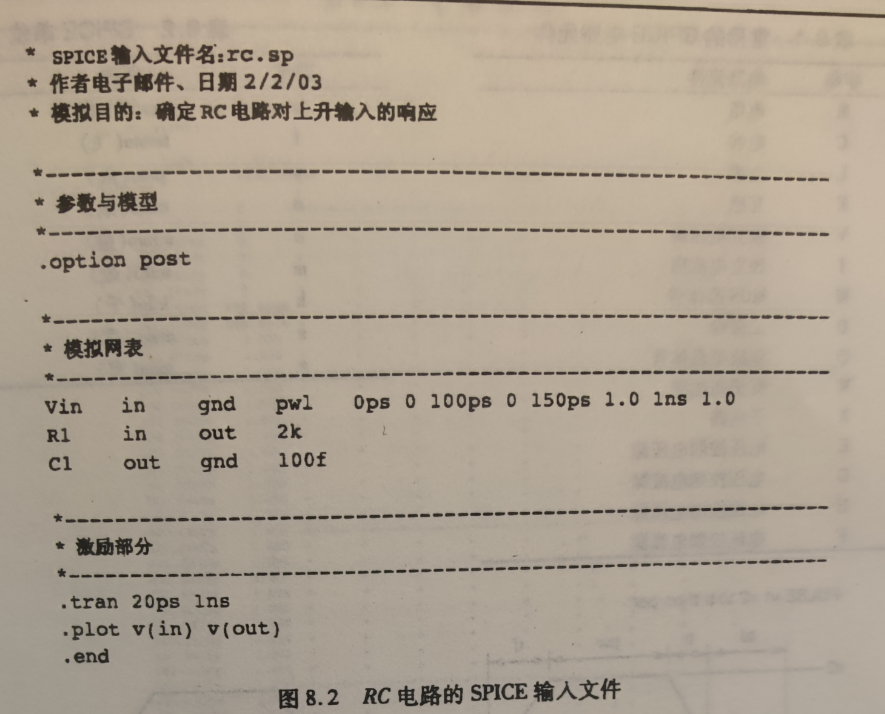 * SPICE输入文件名:rc.sp
* 作者电子邮件、日期 2/2/03
* 模拟目的：确定 RC 电路对上升输入的响应
*------------------------------------------------
* 参数与模型
*------------------------------------------------
.option post
*------------------------------------------------
* 模拟网表
*------------------------------------------------
Vin in gnd pwl 0ps 0 100ps 0 150ps 1.0 1ns 1.0
R1 in out 2k
C1 out gnd 100f
*------------------------------------------------
* 激励部分
*------------------------------------------------
.tran 20ps 1ns
.plot v(in) v(out)
.end
图 8.2 RC 电路的 SPICE 输入文件